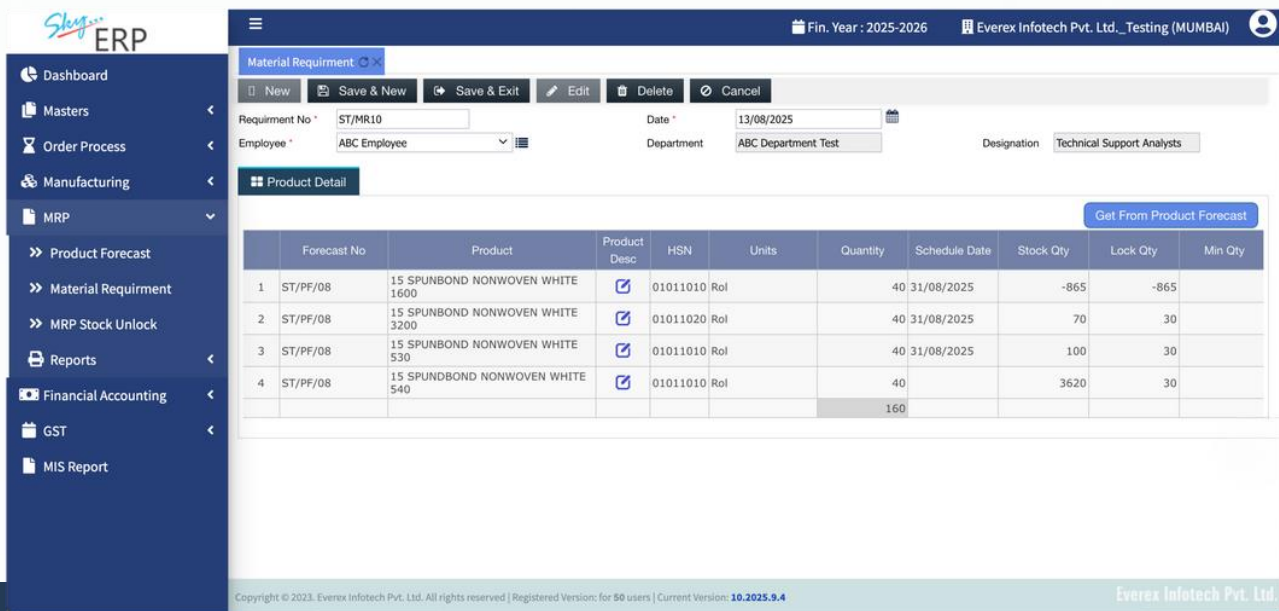 Sky...
ERP
Fin. Year : 2025-2026 Everex Infotech Pvt. Ltd._Testing (MUMBAI)
Dashboard
Masters
Order Process
Manufacturing
MRP
Product Forecast
Material Requirment
MRP Stock Unlock
Reports
Financial Accounting
GST
MIS Report
Material Requirment
New Save & New Save & Exit Edit Delete Cancel
Requirment No * ST/MR10 Date * 13/08/2025
Employee * ABC Employee Department ABC Department Test Designation Technical Support Analysts
Product Detail
Get From Product Forecast
Forecast No Product Product Desc HSN Units Quantity Schedule Date Stock Qty Lock Qty Min Qty
1 ST/PF/08 15 SPUNBOND NONWOVEN WHITE 1600 01011010 Rol 40 31/08/2025 -865 -865
2 ST/PF/08 15 SPUNBOND NONWOVEN WHITE 3200 01011020 Rol 40 31/08/2025 70 30
3 ST/PF/08 15 SPUNBOND NONWOVEN WHITE 530 01011010 Rol 40 31/08/2025 100 30
4 ST/PF/08 15 SPUNDBOND NONWOVEN WHITE 540 01011010 Rol 40 3620 30
160
Copyright © 2023. Everex Infotech Pvt. Ltd. All rights reserved | Registered Version: for 50 users | Current Version: 10.2025.9.4
Everex Infotech Pvt. Ltd.